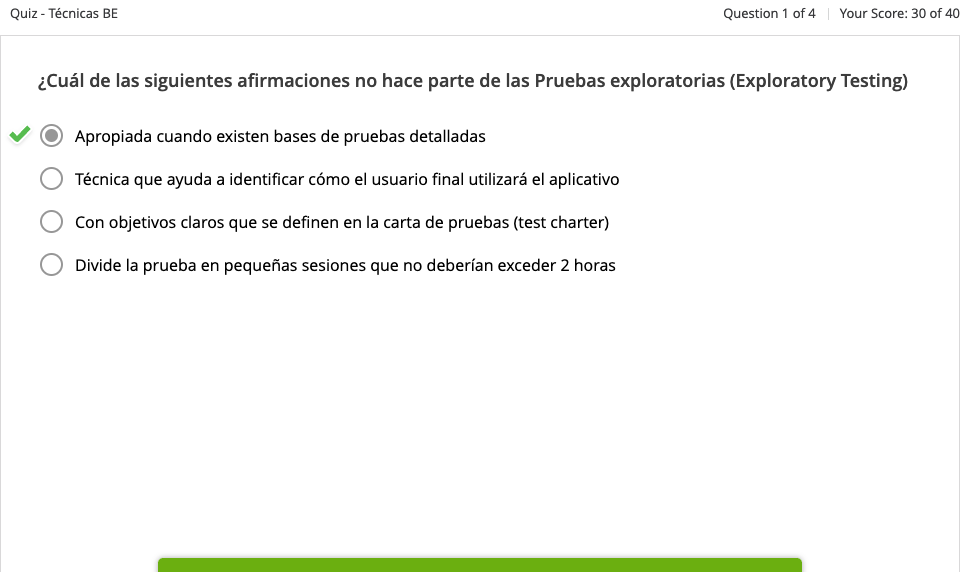 Quiz - Técnicas BE
Question 1 of 4
Your Score: 30 of 40
¿Cuál de las siguientes afirmaciones no hace parte de las Pruebas exploratorias (Exploratory Testing)
Apropiada cuando existen bases de pruebas detalladas
Técnica que ayuda a identificar cómo el usuario final utilizará el aplicativo
Con objetivos claros que se definen en la carta de pruebas (test charter)
Divide la prueba en pequeñas sesiones que no deberían exceder 2 horas